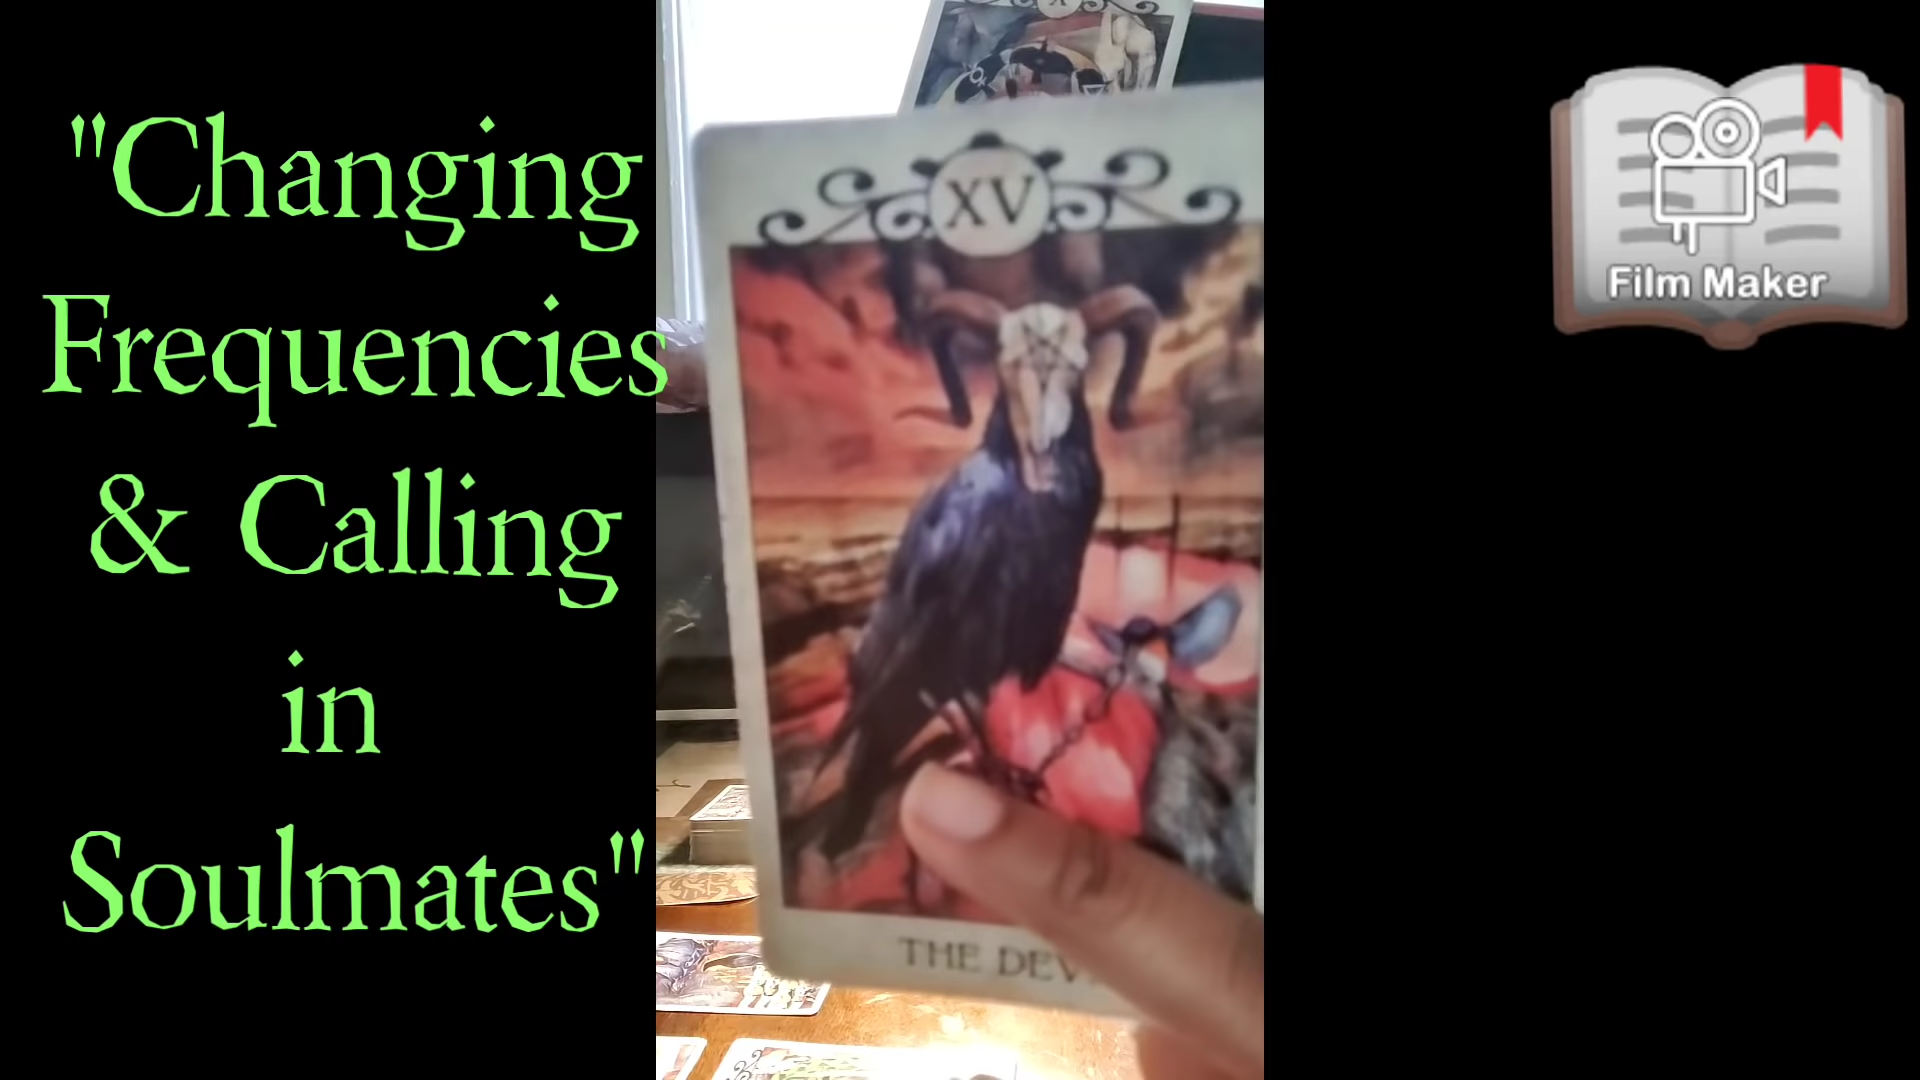 "Changing
Frequencies
& Calling
in
Soulmates"
X
XV
THE DEV
Film Maker